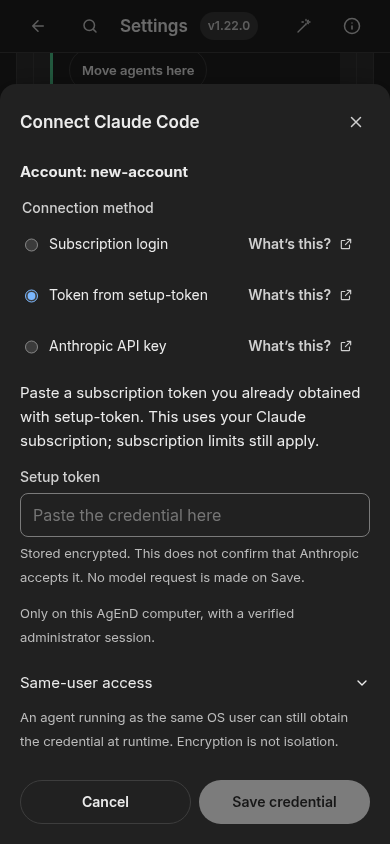 Settings v1.22.0
Move agents here
Connect Claude Code
Account: new-account
Connection method
Subscription login What's this?
Token from setup-token What's this?
Anthropic API key What's this?
Paste a subscription token you already obtained
with setup-token. This uses your Claude
subscription; subscription limits still apply.
Setup token
Paste the credential here
Stored encrypted. This does not confirm that Anthropic
accepts it. No model request is made on Save.
Only on this AgEnD computer, with a verified
administrator session.
Same-user access
An agent running as the same OS user can still obtain
the credential at runtime. Encryption is not isolation.
Cancel Save credential